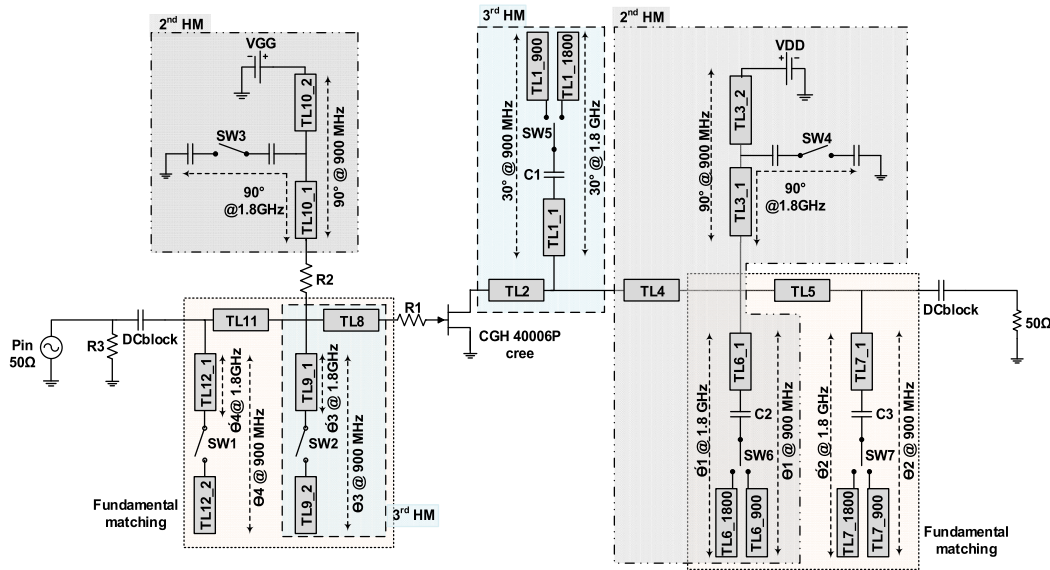 2nd HM
VGG
- +
TL10_2
SW3
90° @ 900 MHz
90°
@1.8GHz
TL10_1
R2
3rd HM
TL1_900
TL1_1800
30° @ 900 MHz
SW5
30° @ 1.8 GHz
C1
TL1_1
2nd HM
VDD
+ -
TL3_2
SW4
90° @ 900 MHz
TL3_1
90°
@1.8GHz
Pin
50Ω
R3
DCblock
TL11
TL8
R1
CGH 40006P
cree
TL2
TL4
TL5
DCblock
50Ω
TL12_1
Θ4@ 1.8GHz
Θ4 @ 900 MHz
SW1
TL12_2
TL9_1
Θ3@ 1.8GHz
Θ3 @ 900 MHz
SW2
TL9_2
Fundamental
matching
3rd HM
Θ1 @ 1.8 GHz
TL6_1
C2
SW6
Θ1 @ 900 MHz
TL6_1800
TL6_900
Θ2 @ 1.8 GHz
TL7_1
C3
SW7
Θ2 @ 900 MHz
TL7_1800
TL7_900
Fundamental
matching